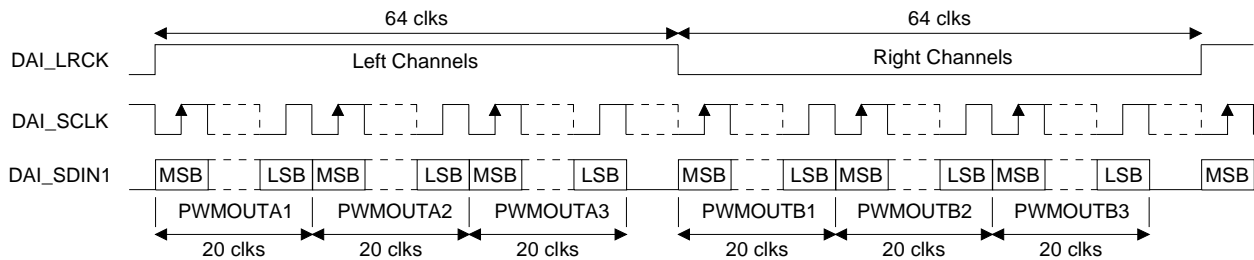 64 clks 64 clks
DAI_LRCK Left Channels Right Channels
DAI_SCLK
DAI_SDIN1 MSB LSB MSB LSB MSB LSB MSB LSB MSB LSB MSB LSB MSB
PWMOUTA1 PWMOUTA2 PWMOUTA3 PWMOUTB1 PWMOUTB2 PWMOUTB3
20 clks 20 clks 20 clks 20 clks 20 clks 20 clks